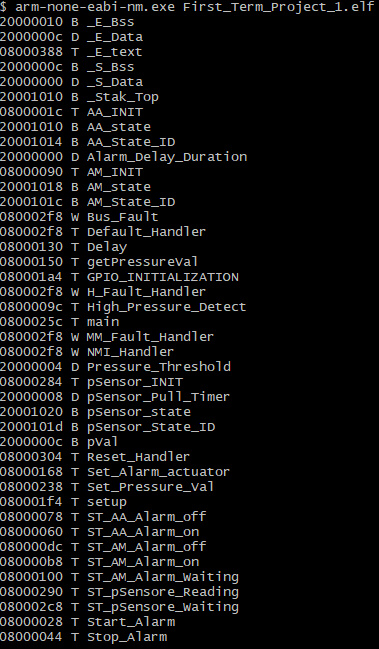 $ arm-none-eabi-nm.exe First_Term_Project_1.elf
20000010 B _E_Bss
2000000c D _E_Data
08000388 T _E_text
2000000c B _S_Bss
20000000 D _S_Data
20001010 B _Stak_Top
0800001c T AA_INIT
20001010 B AA_state
20001014 B AA_State_ID
20000000 D Alarm_Delay_Duration
08000090 T AM_INIT
20001018 B AM_state
2000101c B AM_State_ID
080002f8 W Bus_Fault
080002f8 T Default_Handler
08000130 T Delay
08000150 T getPressureVal
080001a4 T GPIO_INITIALIZATION
080002f8 W H_Fault_Handler
0800009c T High_Pressure_Detect
0800025c T main
080002f8 W MM_Fault_Handler
080002f8 W NMI_Handler
20000004 D Pressure_Threshold
08000284 T pSensor_INIT
20000008 D pSensor_Pull_Timer
20001020 B pSensor_state
2000101d B pSensor_State_ID
2000000c B pVal
08000304 T Reset_Handler
08000168 T Set_Alarm_actuator
08000238 T Set_Pressure_Val
080001f4 T setup
08000078 T ST_AA_Alarm_off
08000060 T ST_AA_Alarm_on
080000dc T ST_AM_Alarm_off
080000b8 T ST_AM_Alarm_on
08000100 T ST_AM_Alarm_Waiting
08000290 T ST_pSensore_Reading
080002c8 T ST_pSensore_Waiting
08000028 T Start_Alarm
08000044 T Stop_Alarm